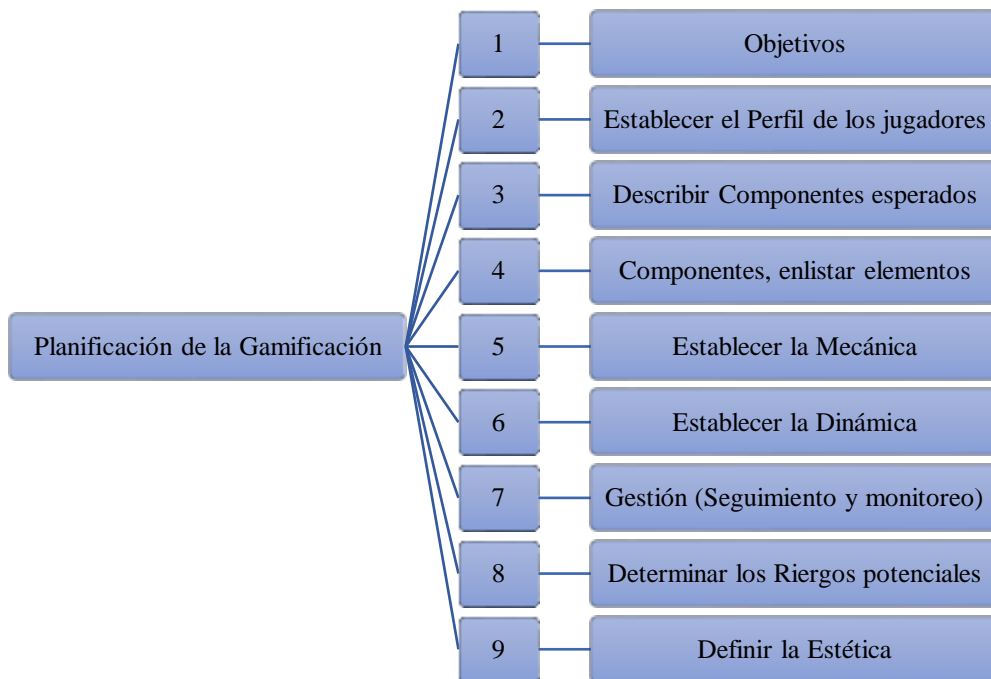 Planificación de la Gamificación
1
Objetivos
2
Establecer el Perfil de los jugadores
3
Describir Componentes esperados
4
Componentes, enlistar elementos
5
Establecer la Mecánica
6
Establecer la Dinámica
7
Gestión (Seguimiento y monitoreo)
8
Determinar los Riergos potenciales
9
Definir la Estética